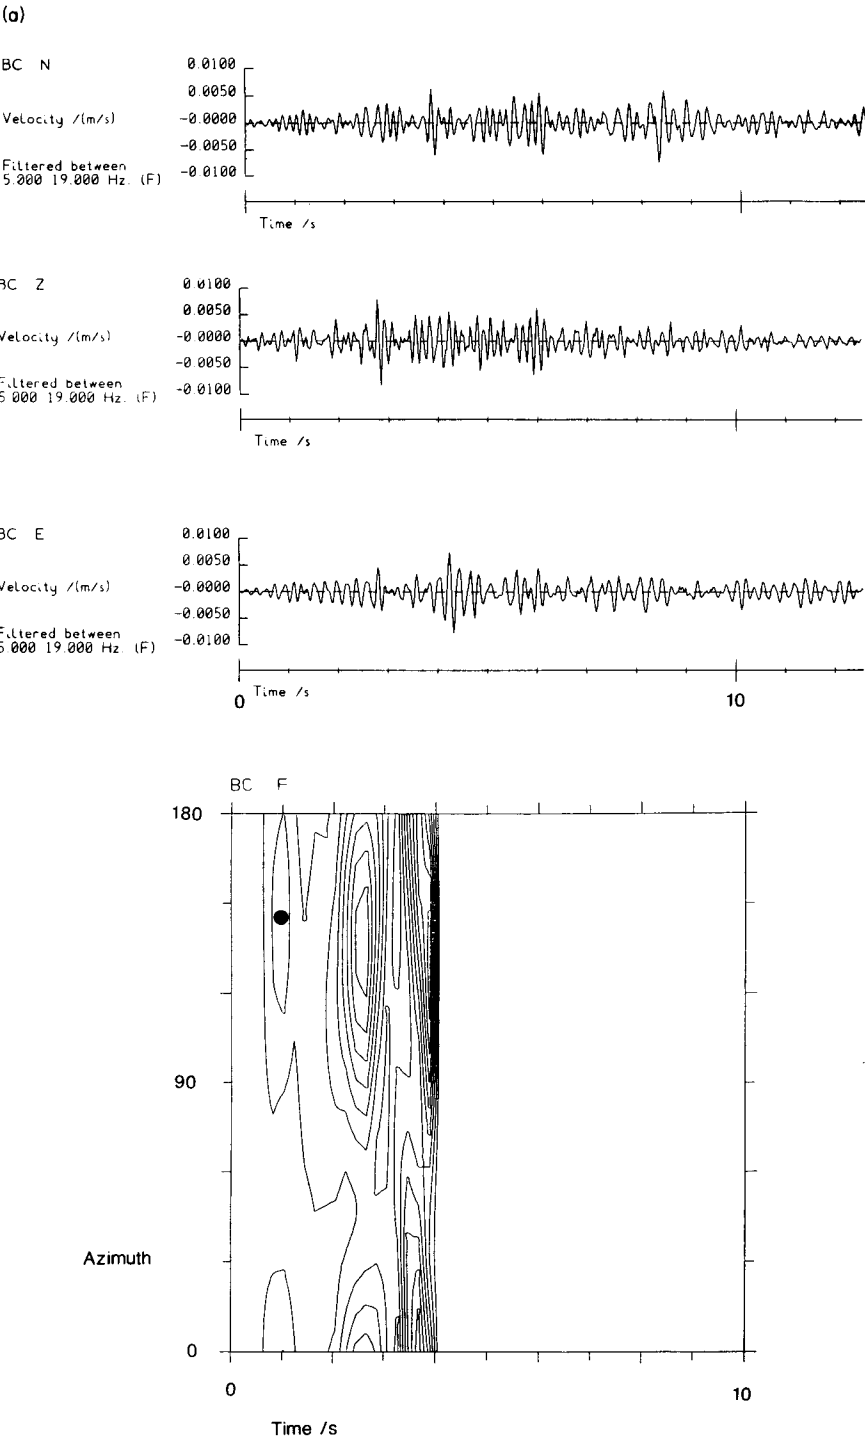 (a)
BC N
0.0100
0.0050
Velocity /(m/s)
-0.0000
-0.0050
Filtered between
-0.0100
5.000 19.000 Hz. (F)
Time /s
BC Z
0.0100
0.0050
Velocity /(m/s)
-0.0000
-0.0050
Filtered between
-0.0100
5.000 19.000 Hz. (F)
Time /s
BC E
0.0100
0.0050
Velocity /(m/s)
-0.0000
-0.0050
Filtered between
-0.0100
5.000 19.000 Hz. (F)
Time /s
0
10
BC F
180
90
Azimuth
0
0
10
Time /s